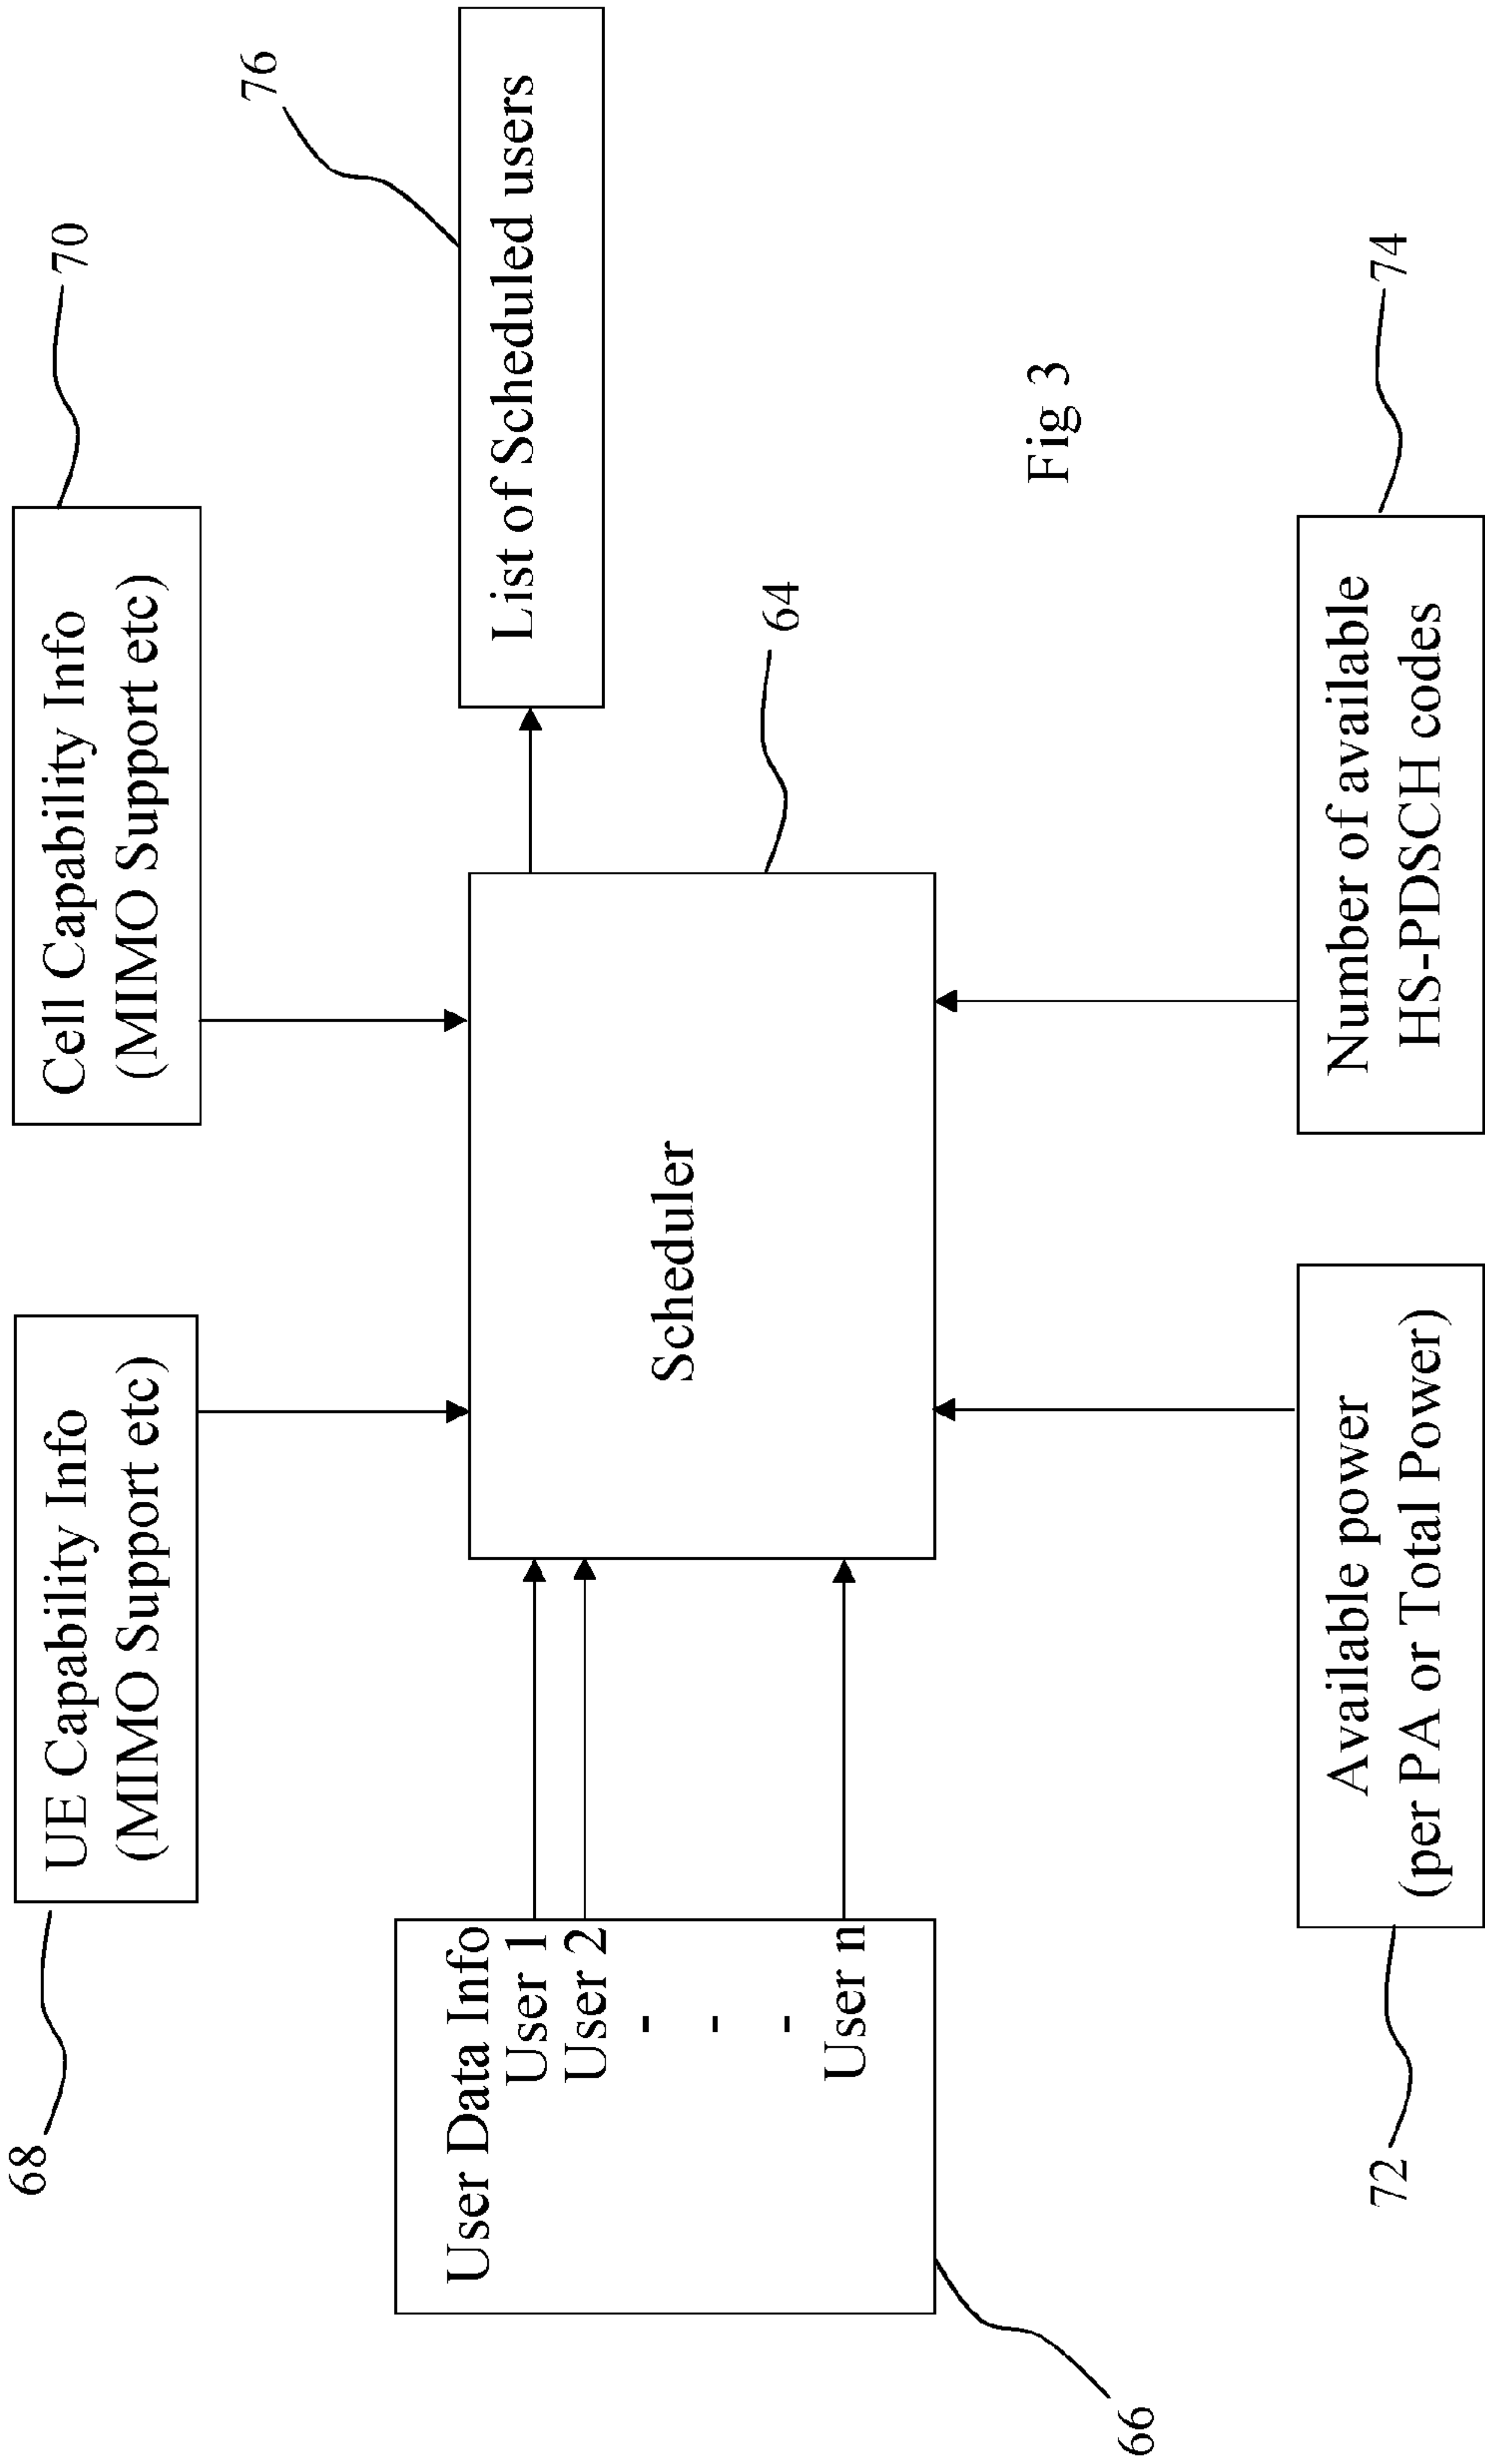 68
UE Capability Info
(MIMO Support etc)
Cell Capability Info
(MIMO Support etc)
70
76
User Data Info
User 1
User 2
-
-
-
User n
66
Scheduler
64
List of Scheduled users
72
Available power
(per PA or Total Power)
Number of available
HS-PDSCH codes
74
Fig 3